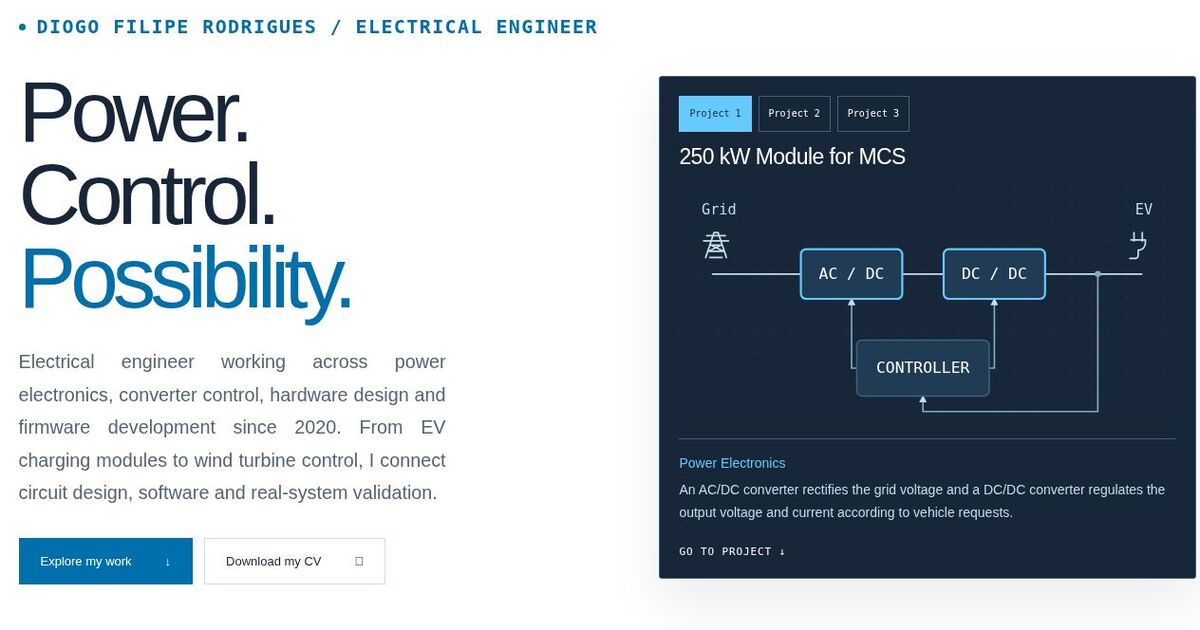 DIOGO FILIPE RODRIGUES / ELECTRICAL ENGINEER
Power.
Control.
Possibility.
Electrical engineer working across power
electronics, converter control, hardware design and
firmware development since 2020. From EV
charging modules to wind turbine control, I connect
circuit design, software and real-system validation.
Explore my work ↓
Download my CV
Project 1
Project 2
Project 3
250 kW Module for MCS
Grid
EV
AC / DC
DC / DC
CONTROLLER
Power Electronics
An AC/DC converter rectifies the grid voltage and a DC/DC converter regulates the
output voltage and current according to vehicle requests.
GO TO PROJECT ↓